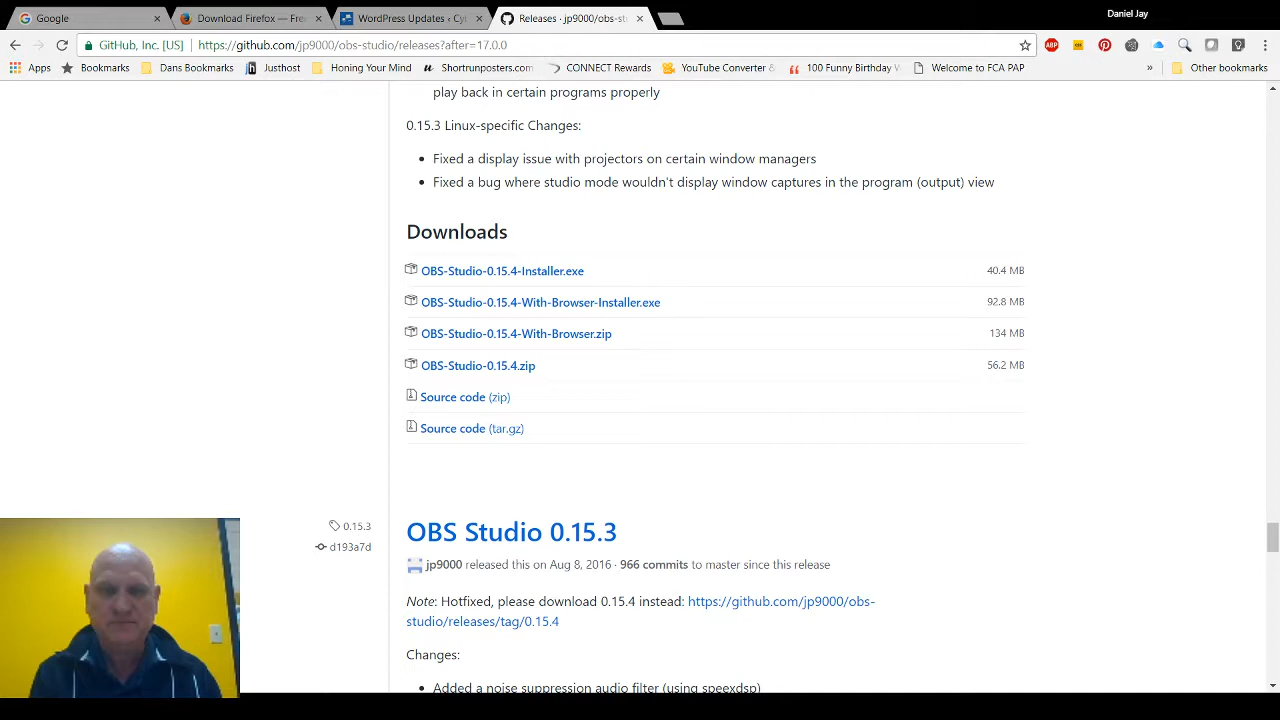 Daniel Jay
Google
Download Firefox — Fre
WordPress Updates ‹ Cy
Releases · jp9000/obs-st
GitHub, Inc. [US] https://github.com/jp9000/obs-studio/releases?after=17.0.0
ABP
Apps Bookmarks Dans Bookmarks Justhost Honing Your Mind Shortrunposters.com CONNECT Rewards YouTube Converter & 100 Funny Birthday Welcome to FCA PAP » Other bookmarks
play back in certain programs properly
0.15.3 Linux-specific Changes:
• Fixed a display issue with projectors on certain window managers
• Fixed a bug where studio mode wouldn't display window captures in the program (output) view
Downloads
OBS-Studio-0.15.4-Installer.exe 40.4 MB
OBS-Studio-0.15.4-With-Browser-Installer.exe 92.8 MB
OBS-Studio-0.15.4-With-Browser.zip 134 MB
OBS-Studio-0.15.4.zip 56.2 MB
Source code (zip)
Source code (tar.gz)
0.15.3
d193a7d
OBS Studio 0.15.3
jp9000 released this on Aug 8, 2016 · 966 commits to master since this release
Note: Hotfixed, please download 0.15.4 instead: https://github.com/jp9000/obs-
studio/releases/tag/0.15.4
Changes:
• Added a noise suppression audio filter (using speexdsp)